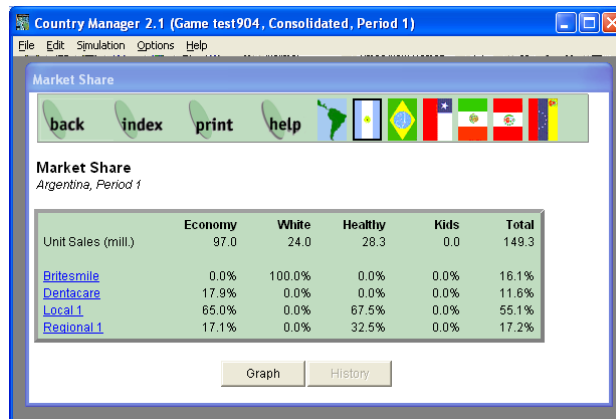 Country Manager 2.1 (Game test904, Consolidated, Period 1)
File Edit Simulation Options Help
Market Share
back index print help
Market Share
Argentina, Period 1
Economy White Healthy Kids Total
Unit Sales (mill.) 97.0 24.0 28.3 0.0 149.3
Britesmile 0.0% 100.0% 0.0% 0.0% 16.1%
Dentacare 17.9% 0.0% 0.0% 0.0% 11.6%
Local 1 65.0% 0.0% 67.5% 0.0% 55.1%
Regional 1 17.1% 0.0% 32.5% 0.0% 17.2%
Graph History